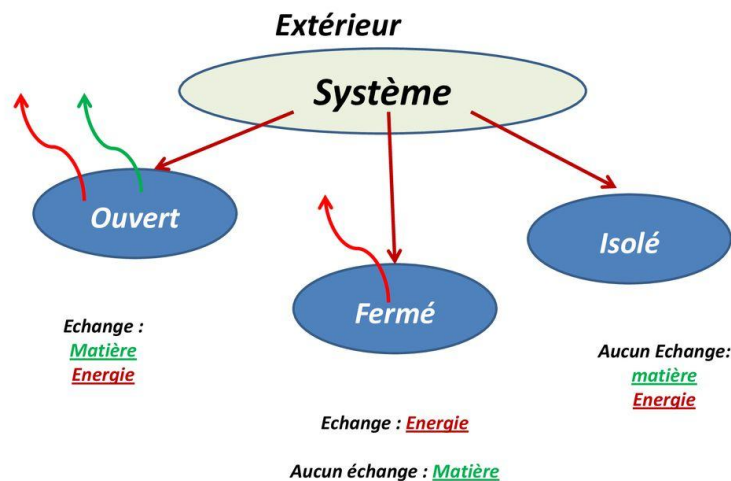 Extérieur
Système
Ouvert
Isolé
Fermé
Echange :
Matière
Energie
Aucun Echange:
matière
Energie
Echange : Energie
Aucun échange : Matière